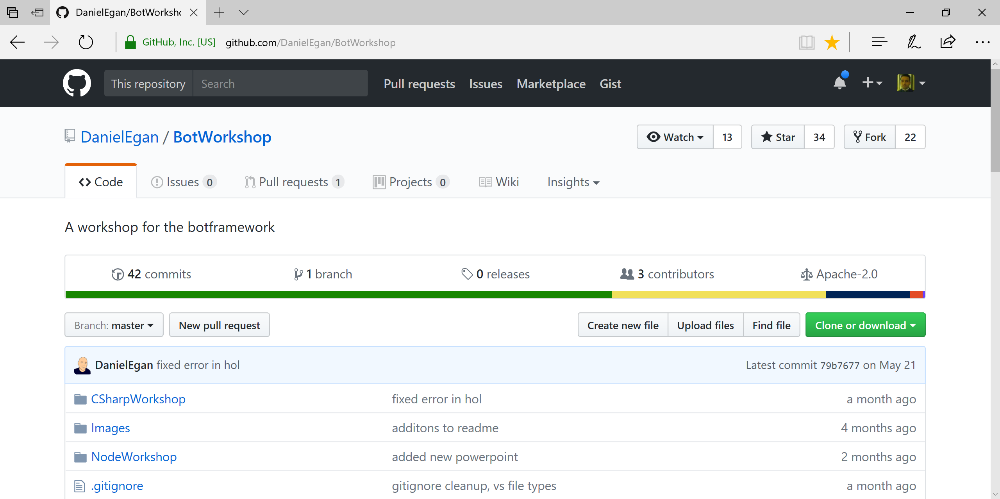 DanielEgan/BotWorksh
GitHub, Inc. [US] github.com/DanielEgan/BotWorkshop
This repository Search Pull requests Issues Marketplace Gist
DanielEgan / BotWorkshop Watch 13 Star 34 Fork 22
Code Issues 0 Pull requests 1 Projects 0 Wiki Insights
A workshop for the botframework
42 commits 1 branch 0 releases 3 contributors Apache-2.0
Branch: master New pull request Create new file Upload files Find file Clone or download
DanielEgan fixed error in hol Latest commit 79b7677 on May 21
CSharpWorkshop fixed error in hol a month ago
Images additons to readme 4 months ago
NodeWorkshop added new powerpoint 2 months ago
.gitignore gitignore cleanup, vs file types a month ago